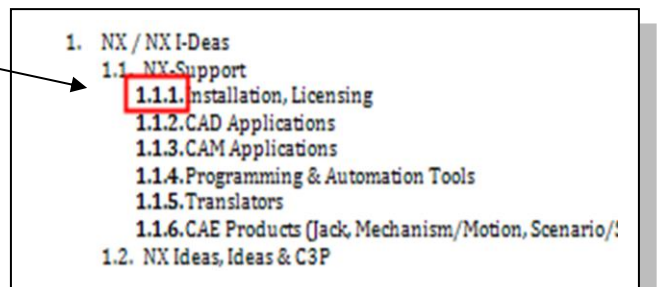 1. NX / NX I-Deas
1.1. NX-Support
1.1.1. Installation, Licensing
1.1.2. CAD Applications
1.1.3. CAM Applications
1.1.4. Programming & Automation Tools
1.1.5. Translators
1.1.6. CAE Products (Jack, Mechanism/Motion, Scenario/
1.2. NX Ideas, Ideas & C3P